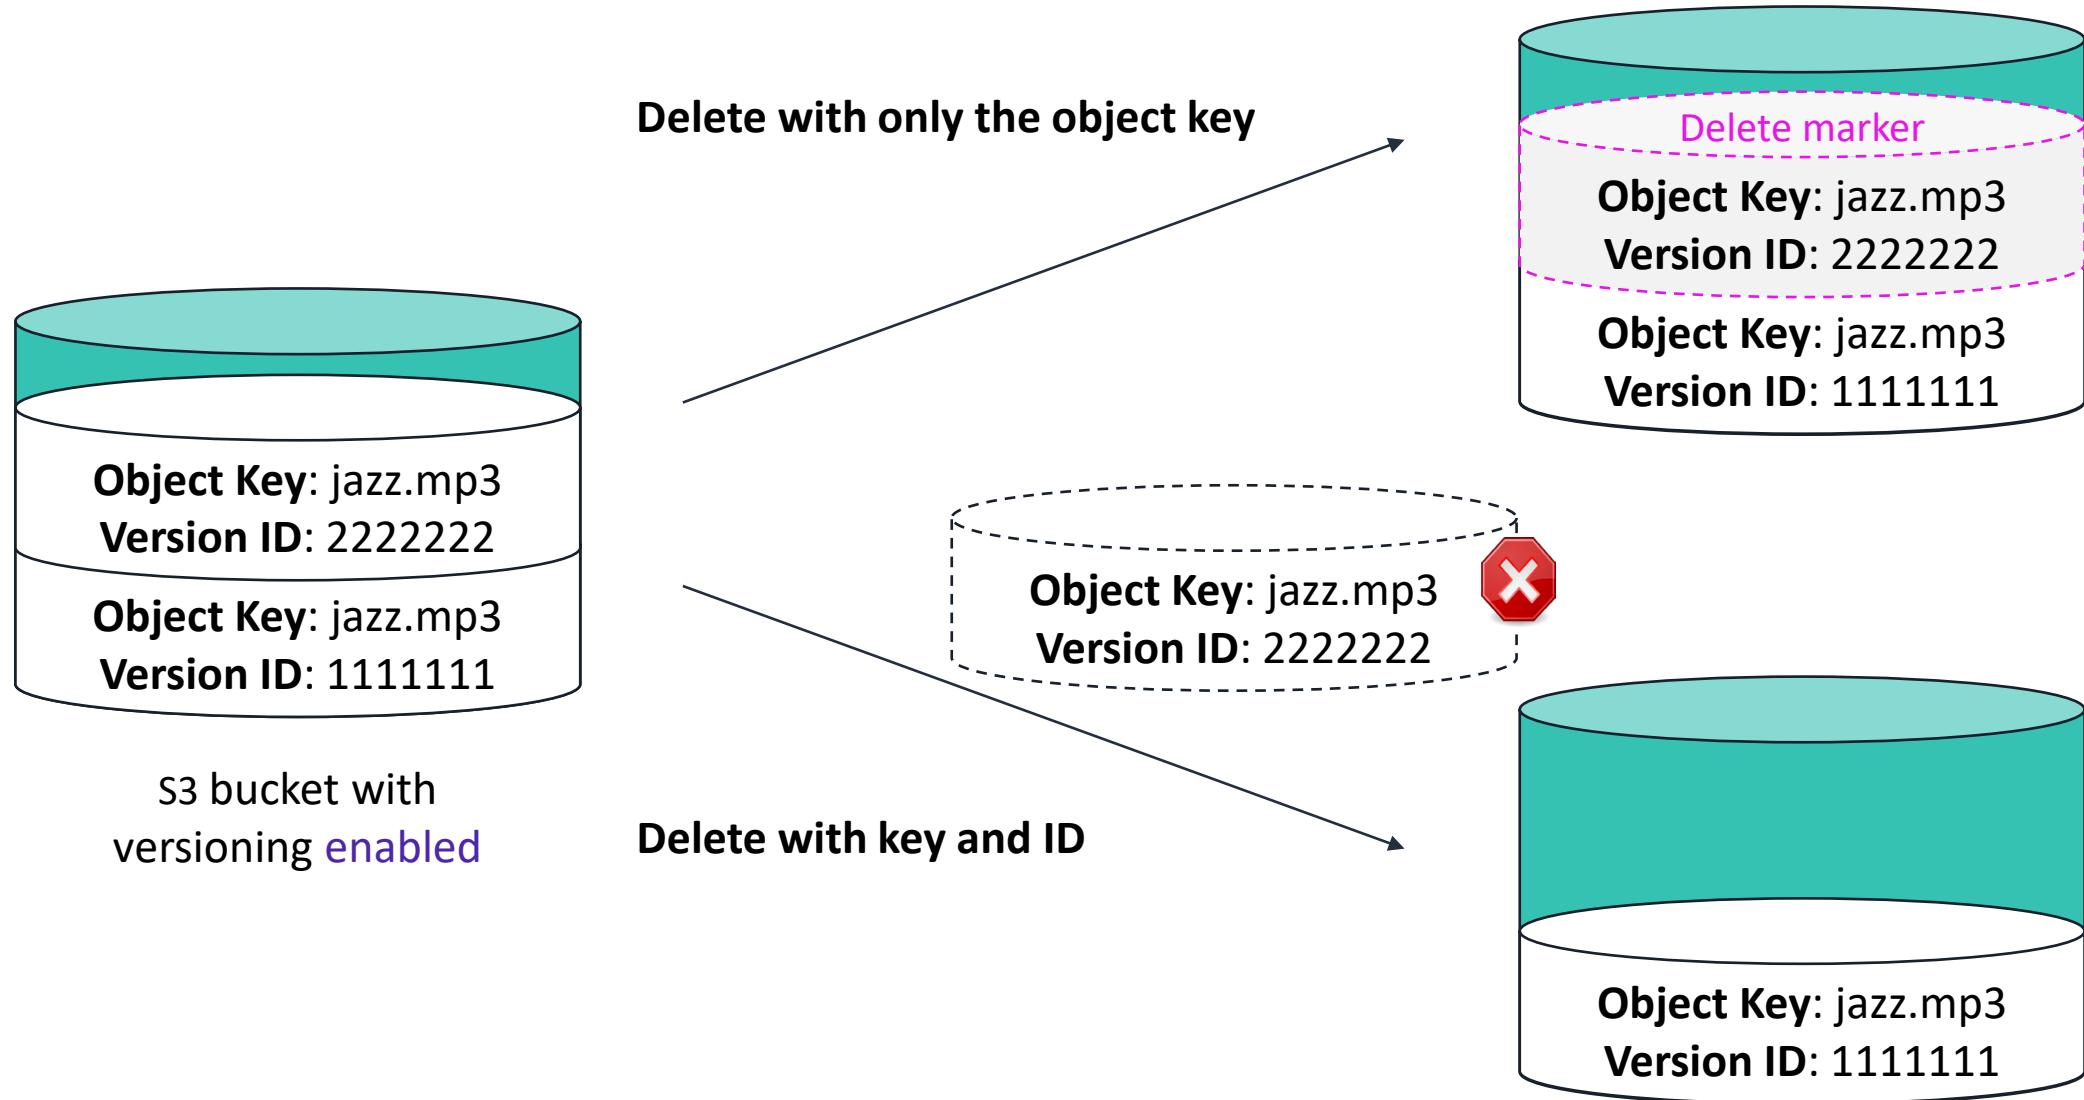 Delete with only the object key
Delete marker
Object Key: jazz.mp3
Version ID: 2222222
Object Key: jazz.mp3
Version ID: 1111111
Object Key: jazz.mp3
Version ID: 2222222
Object Key: jazz.mp3
Version ID: 1111111
S3 bucket with
versioning enabled
Object Key: jazz.mp3
Version ID: 2222222
Delete with key and ID
Object Key: jazz.mp3
Version ID: 1111111